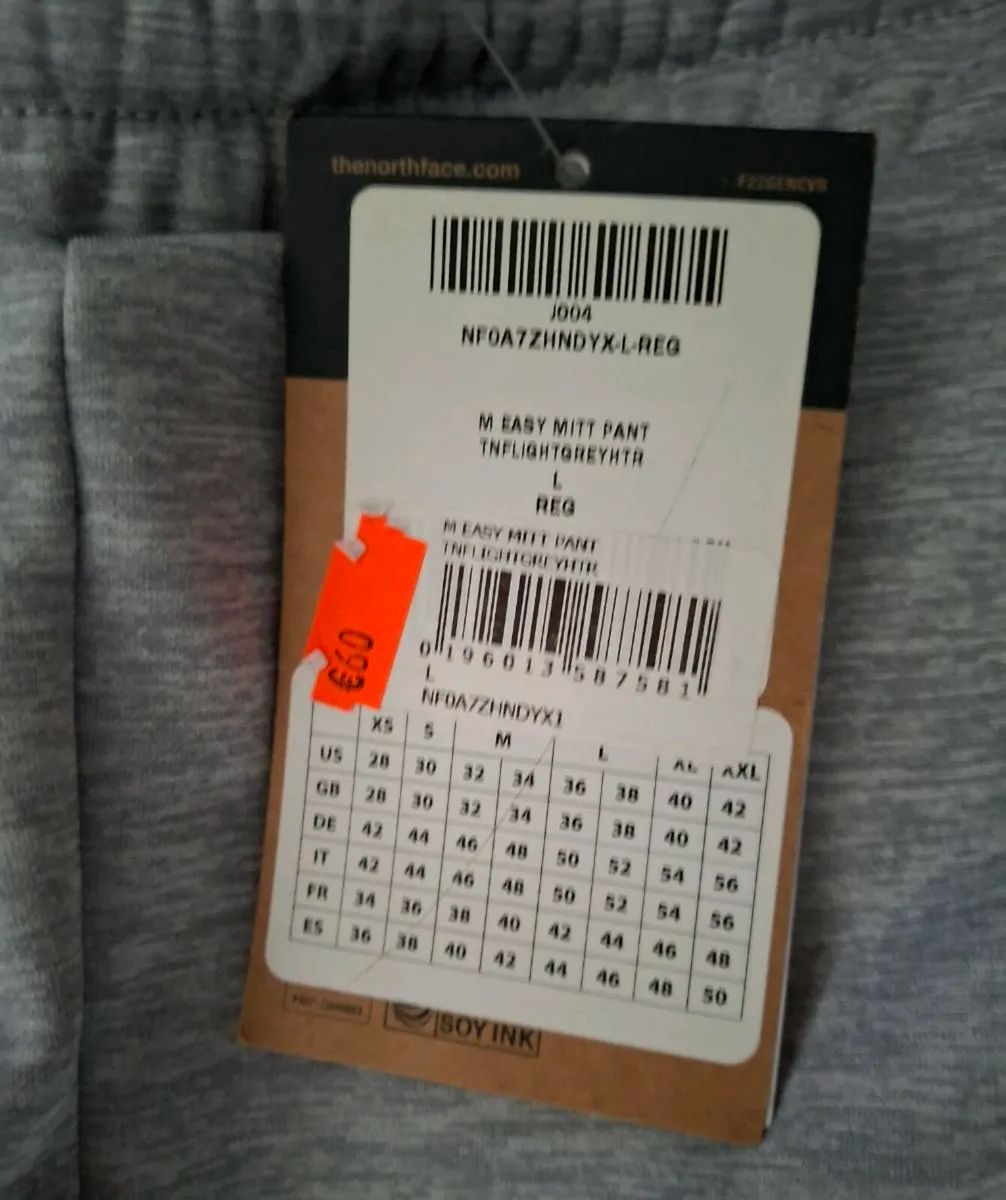 thenorthface.com
F22GENCVR
J004
NF0A7ZHNDYX-L-REG
M EASY MITT PANT
TNFLIGHTGREYHTR
L
REG
M EASY MITT PANT
TNFLIGHTGREYHTR
€60
0 196013 587581
L
NF0A7ZHNDYX1
XS S M L XL XXL
US 28 30 32 34 36 38 40 42
GB 28 30 32 34 36 38 40 42
DE 42 44 46 48 50 52 54 56
IT 42 44 46 48 50 52 54 56
FR 34 36 38 40 42 44 46 48
ES 36 38 40 42 44 46 48 50
SOY INK